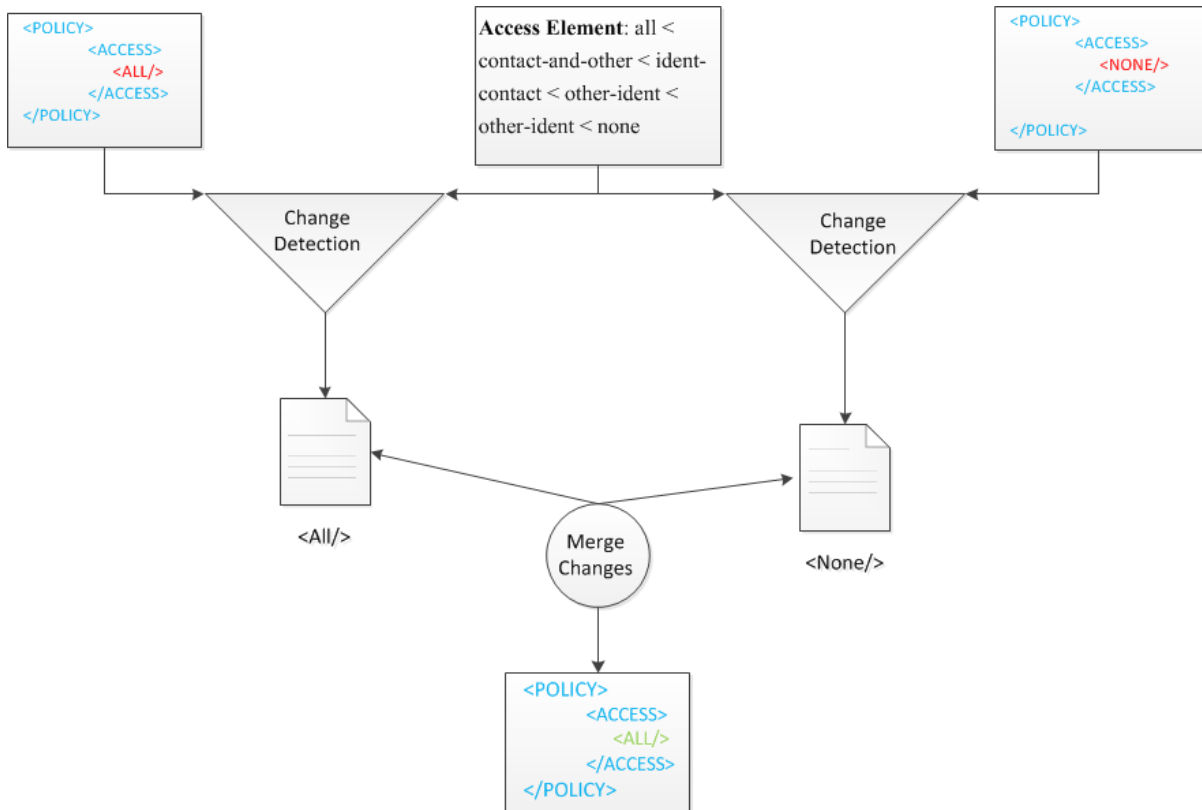 <POLICY>
<ACCESS>
<ALL/>
</ACCESS>
</POLICY>
Access Element: all <
contact-and-other < ident-
contact < other-ident <
other-ident < none
<POLICY>
<ACCESS>
<NONE/>
</ACCESS>
</POLICY>
Change
Detection
Change
Detection
<All/>
Merge
Changes
<None/>
<POLICY>
<ACCESS>
<ALL/>
</ACCESS>
</POLICY>